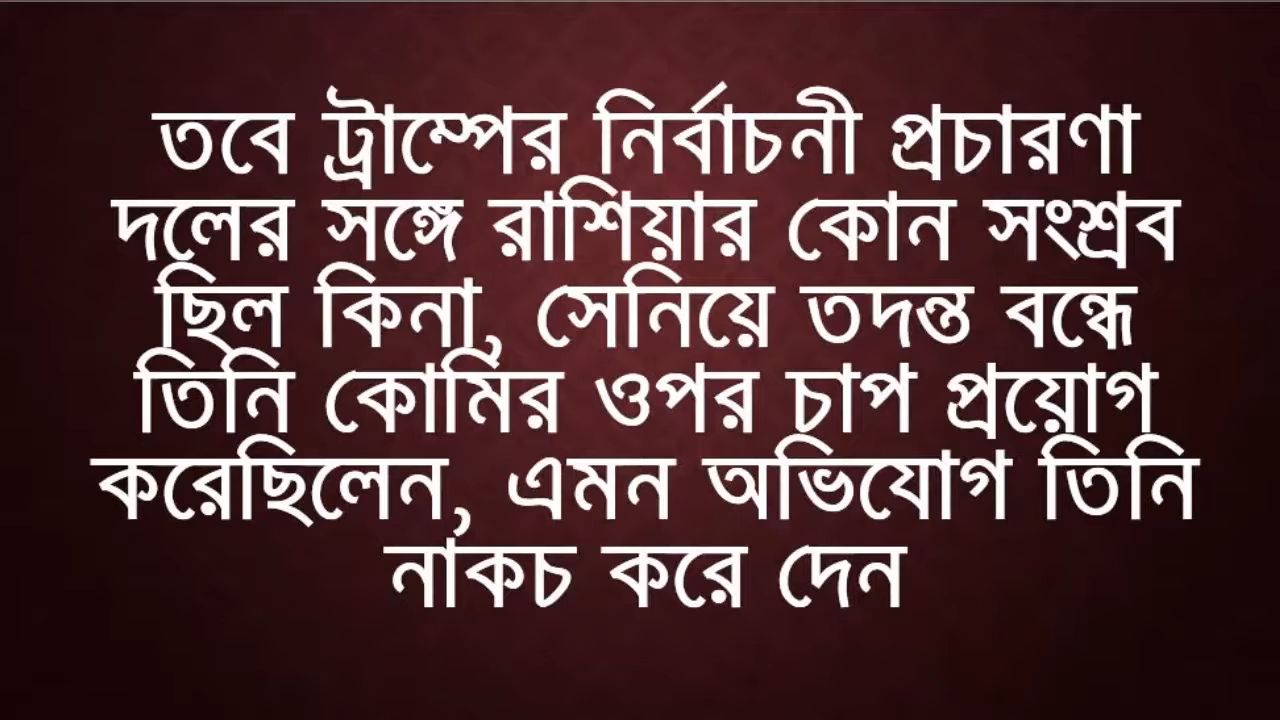 তবে ট্রাম্পের নির্বাচনী প্রচারণা
দলের সঙ্গে রাশিয়ার কোন সংশ্রব
ছিল কিনা, সেনিয়ে তদন্ত বন্ধে
তিনি কোমির ওপর চাপ প্রয়োগ
করেছিলেন, এমন অভিযোগ তিনি
নাকচ করে দেন